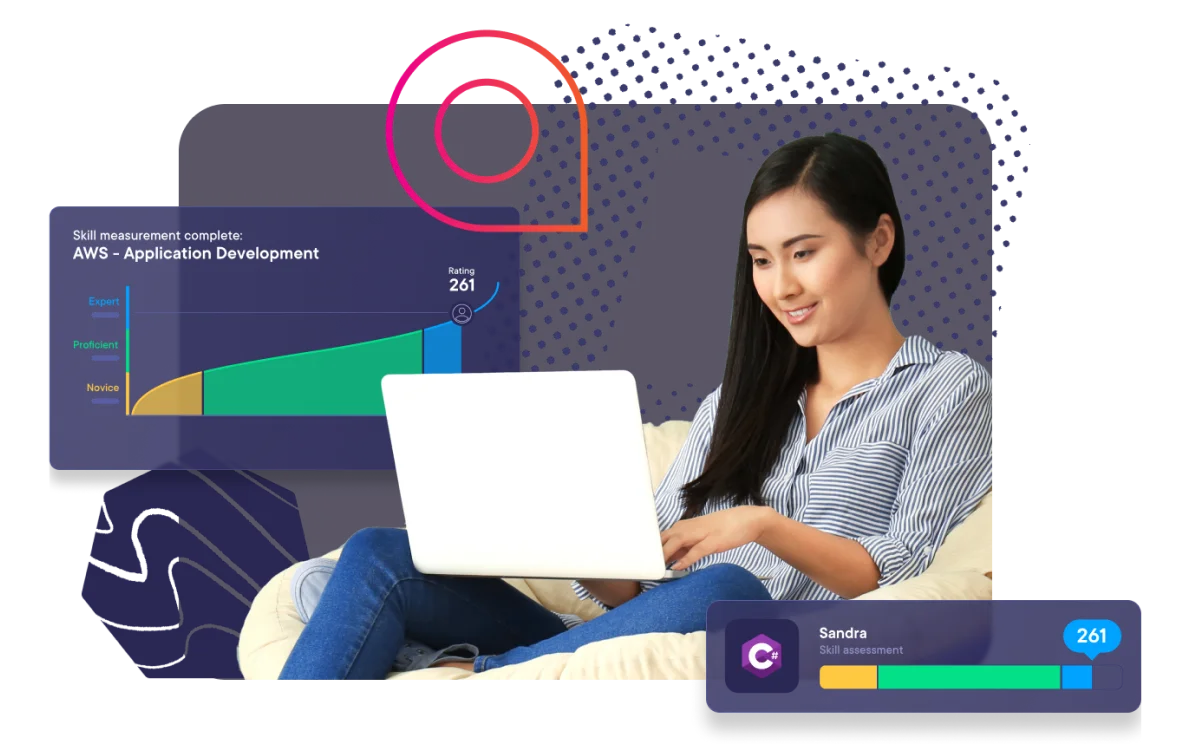 Skill measurement complete:
AWS - Application Development
Rating
261
Expert
Proficient
Novice
Sandra
Skill assessment
261
C#